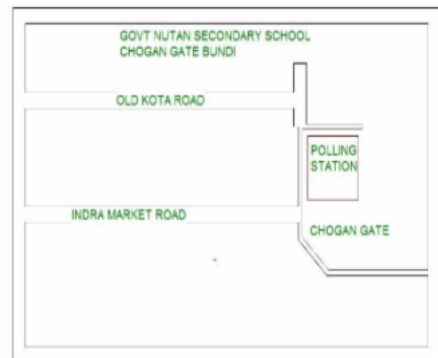 GOVT NUTAN SECONDARY SCHOOL
CHOGAN GATE BUNDI
OLD KOTA ROAD
POLLING
STATION
INDRA MARKET ROAD
CHOGAN GATE